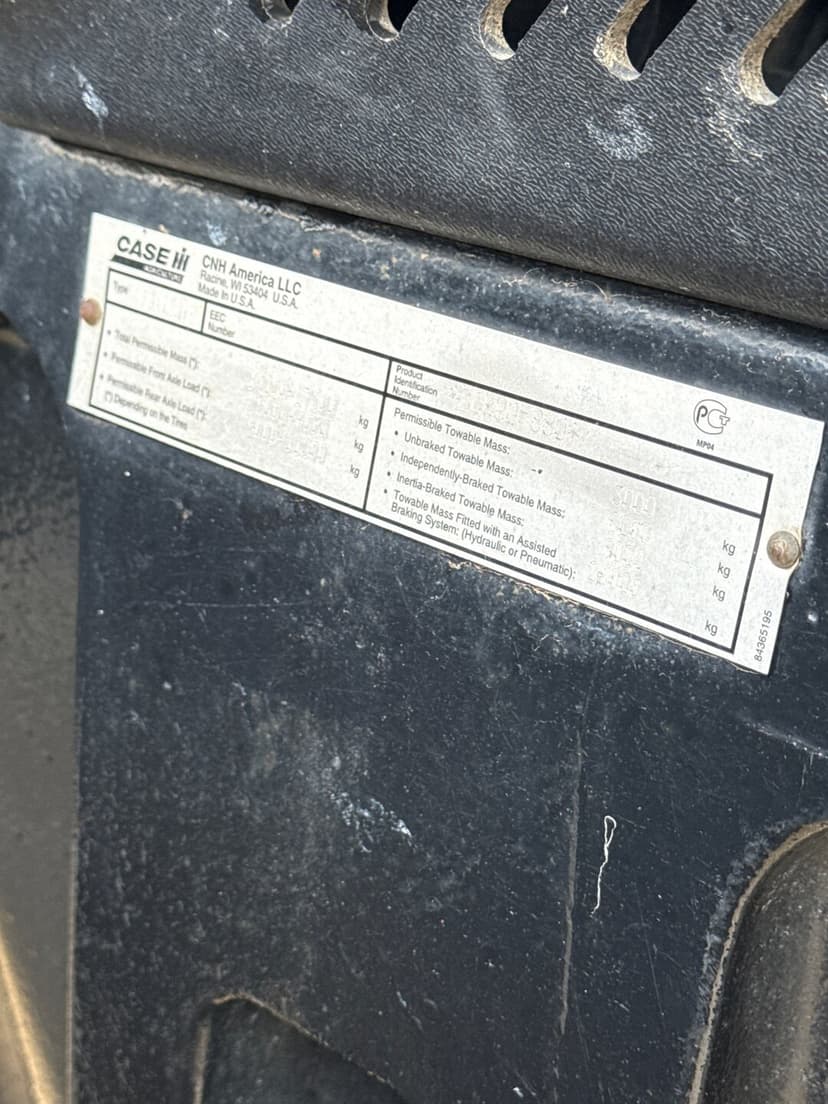 CASE IH
AGRICULTURE
CNH America LLC
Racine, WI 53404 U.S.A.
Made In U.S.A.
Type
EEC
Number
• Total Permissible Mass (*): kg
• Permissible Front Axle Load (*): kg
• Permissible Rear Axle Load (*): kg
(*) Depending on the Tires
Product
Identification
Number
Permissible Towable Mass:
• Unbraked Towable Mass: kg
• Independently-Braked Towable Mass: kg
• Inertia-Braked Towable Mass: kg
• Towable Mass Fitted with an Assisted
Braking System: (Hydraulic or Pneumatic): kg
PCT
MP04
84365195